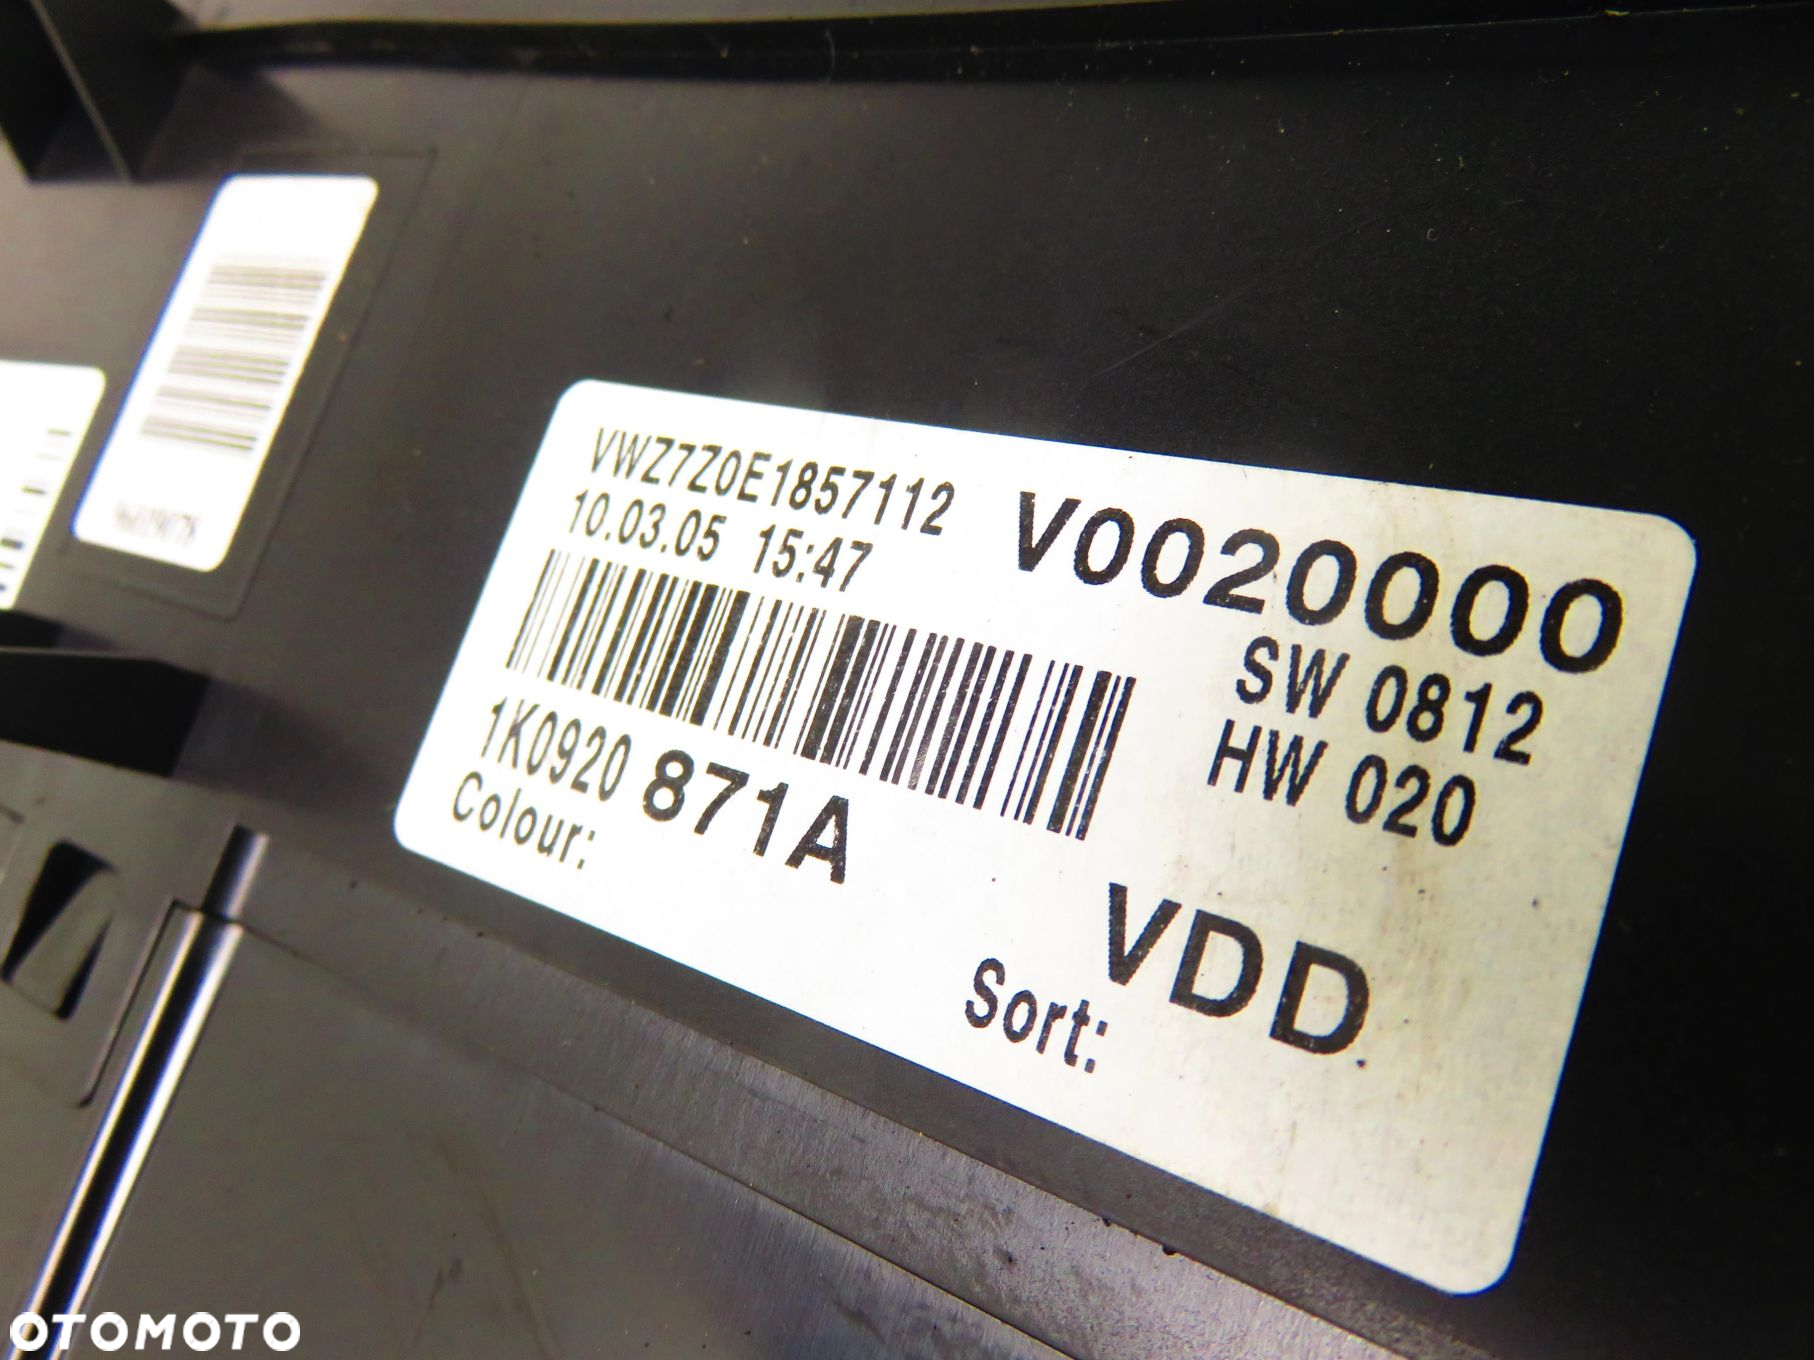 VWZ7Z0E1857112
10.03.05 15:47
V0020000
SW 0812
HW 020
1K0920 871A
Colour:
VDD
Sort:
OTOMOTO